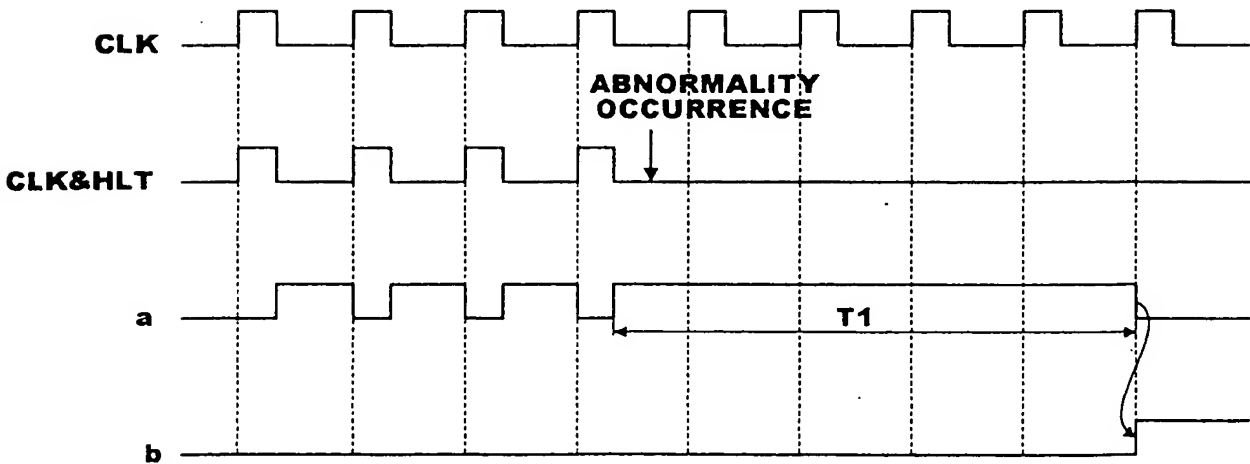 CLK
ABNORMALITY
OCCURRENCE
CLK&HLT
a
T1
b